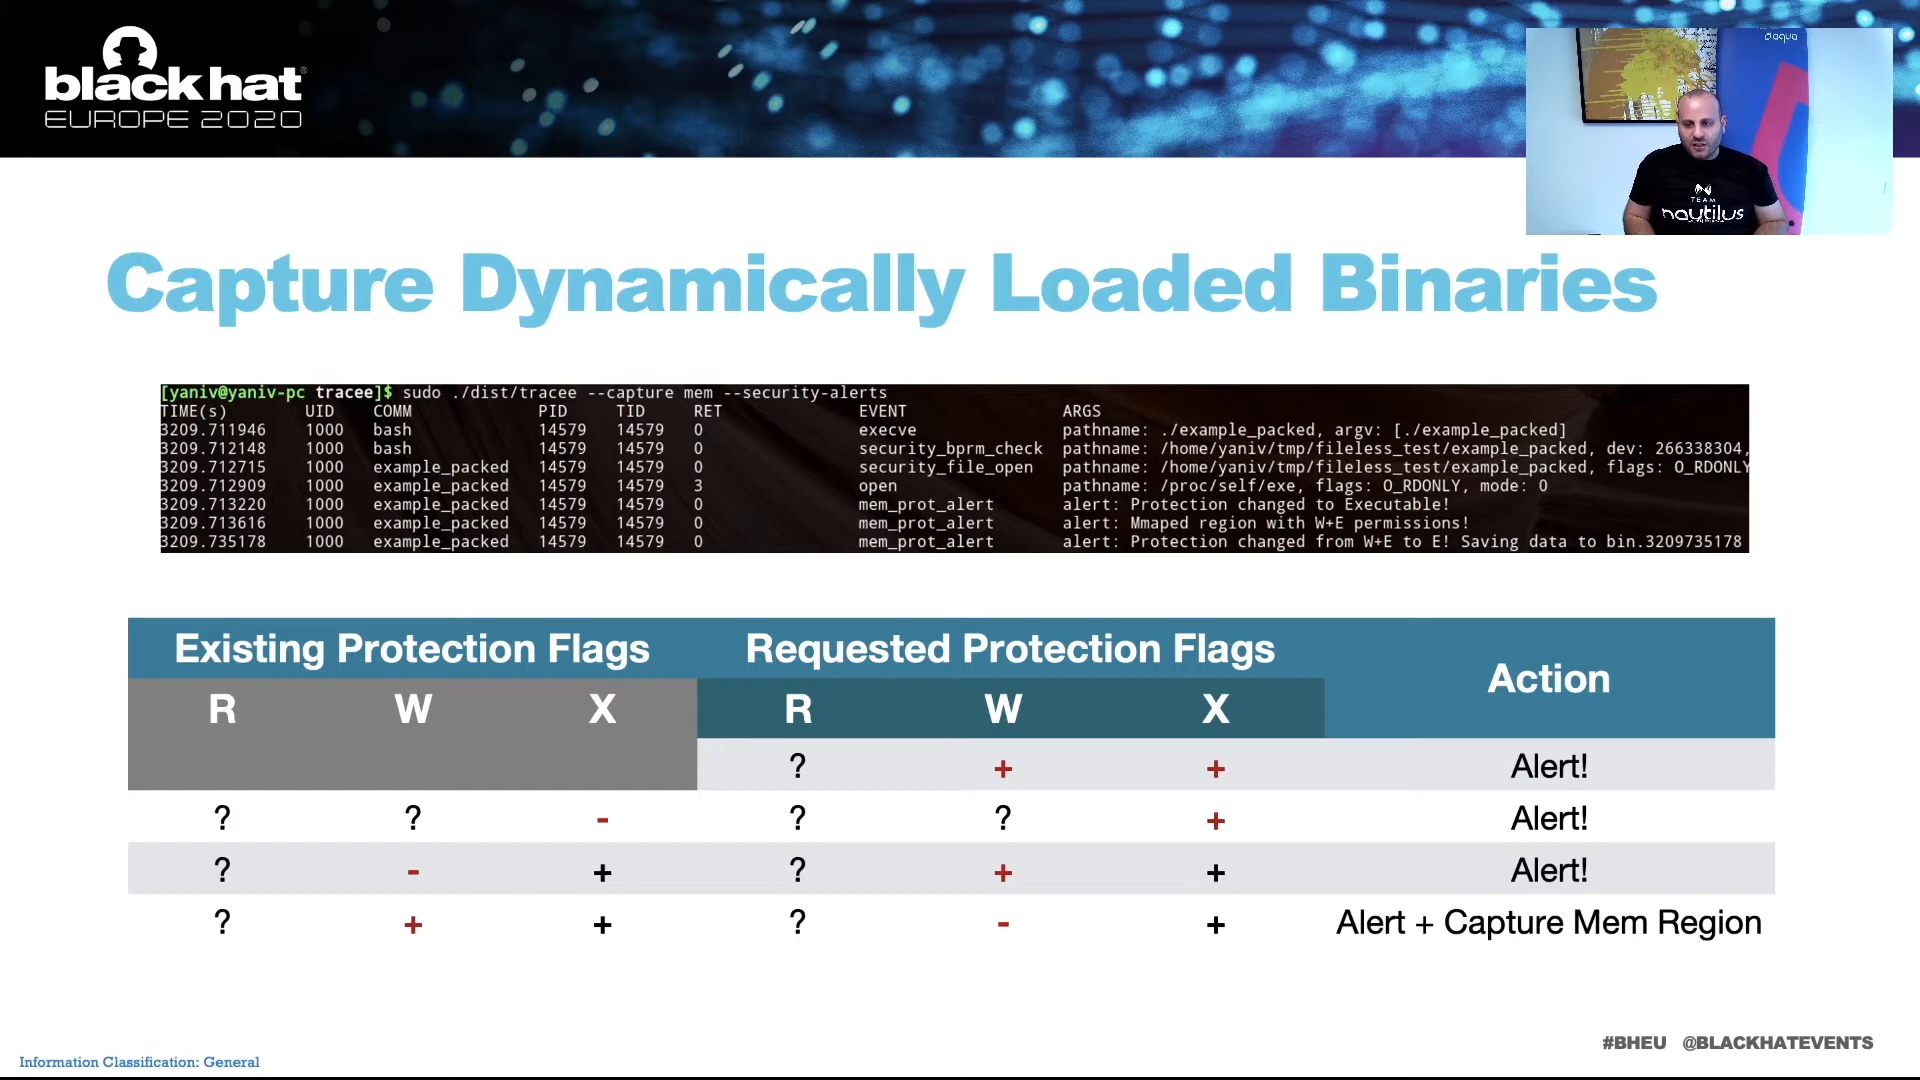 black hat
EUROPE 2020
aqua
TEAM
nautilus
Capture Dynamically Loaded Binaries
[yaniv@yaniv-pc tracee]$ sudo ./dist/tracee --capture mem --security-alerts
TIME(s) UID COMM PID TID RET EVENT ARGS
3209.711946 1000 bash 14579 14579 0 execve pathname: ./example_packed, argv: [./example_packed]
3209.712148 1000 bash 14579 14579 0 security_bprm_check pathname: /home/yaniv/tmp/fileless_test/example_packed, dev: 266338304,
3209.712715 1000 example_packed 14579 14579 0 security_file_open pathname: /home/yaniv/tmp/fileless_test/example_packed, flags: O_RDONLY
3209.712909 1000 example_packed 14579 14579 3 open pathname: /proc/self/exe, flags: O_RDONLY, mode: 0
3209.713220 1000 example_packed 14579 14579 0 mem_prot_alert alert: Protection changed to Executable!
3209.713616 1000 example_packed 14579 14579 0 mem_prot_alert alert: Mmaped region with W+E permissions!
3209.735178 1000 example_packed 14579 14579 0 mem_prot_alert alert: Protection changed from W+E to E! Saving data to bin.3209735178
Existing Protection Flags Requested Protection Flags Action
R W X R W X
? + + Alert!
? ? - ? ? + Alert!
? - + ? + + Alert!
? + + ? - + Alert + Capture Mem Region
#BHEU @BLACKHATEVENTS
Information Classification: General